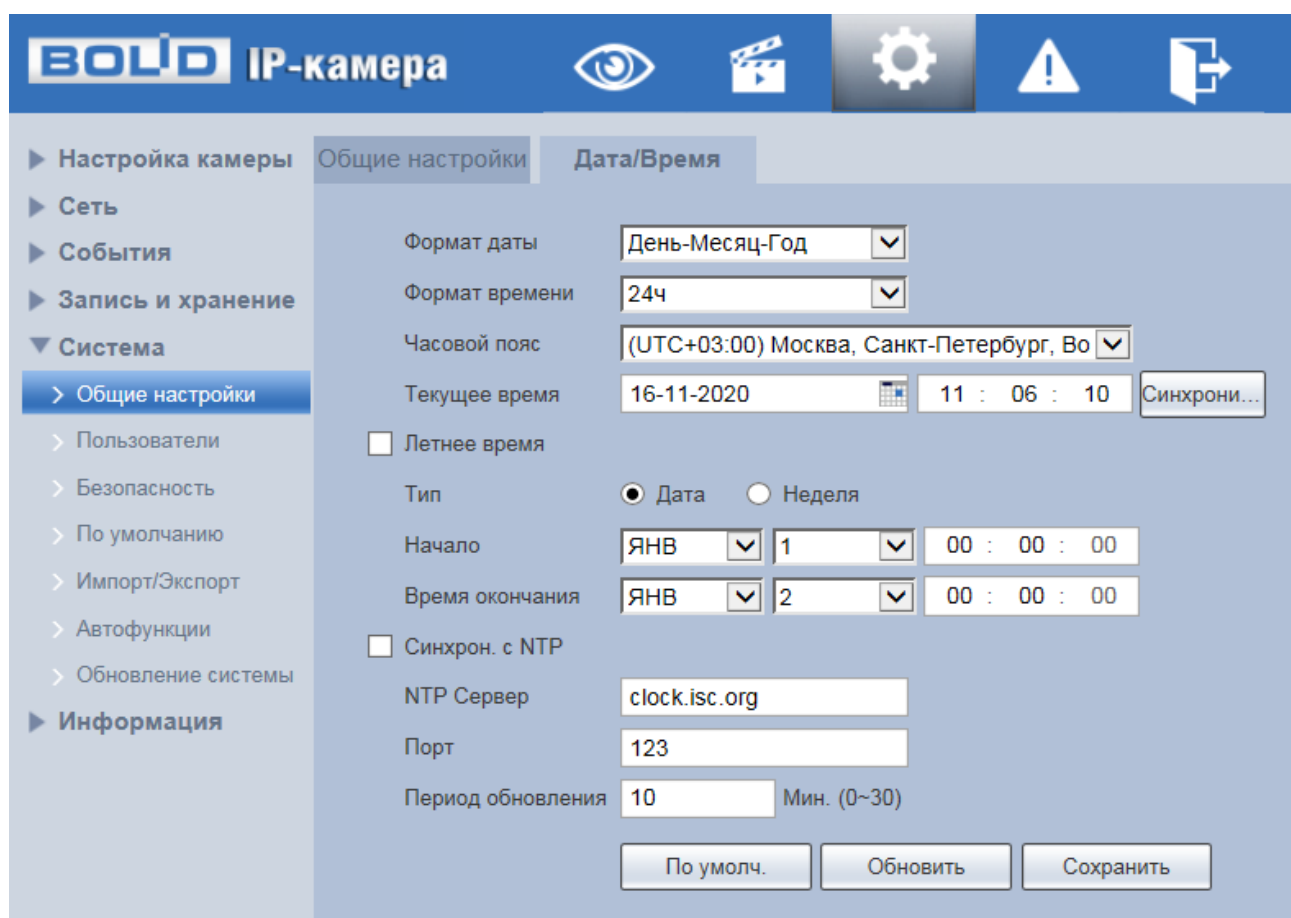 BOLID IP-камера
Настройка камеры
Сеть
События
Запись и хранение
Система
Общие настройки
Пользователи
Безопасность
По умолчанию
Импорт/Экспорт
Автофункции
Обновление системы
Информация
Общие настройки Дата/Время
Формат даты День-Месяц-Год
Формат времени 24ч
Часовой пояс (UTC+03:00) Москва, Санкт-Петербург, Во
Текущее время 16-11-2020 11 : 06 : 10 Синхрони...
Летнее время
Тип Дата Неделя
Начало ЯНВ 1 00 : 00 : 00
Время окончания ЯНВ 2 00 : 00 : 00
Синхрон. с NTP
NTP Сервер clock.isc.org
Порт 123
Период обновления 10 Мин. (0~30)
По умолч. Обновить Сохранить